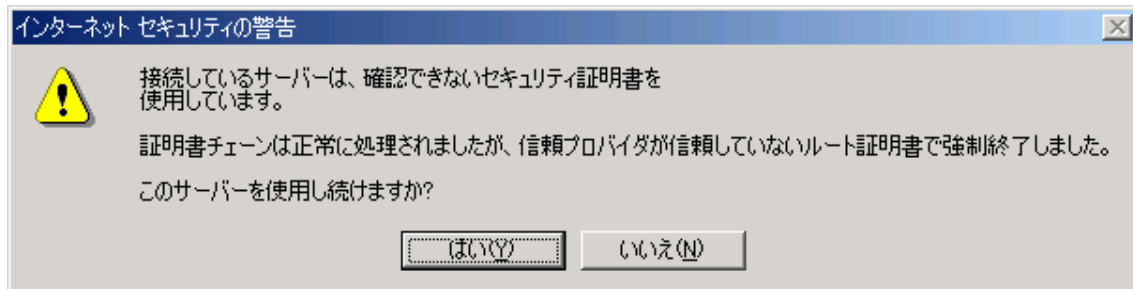 インターネット セキュリティの警告
接続しているサーバーは、確認できないセキュリティ証明書を
使用しています。
証明書チェーンは正常に処理されましたが、信頼プロバイダが信頼していないルート証明書で強制終了しました。
このサーバーを使用し続けますか?
はい(Y) いいえ(N)